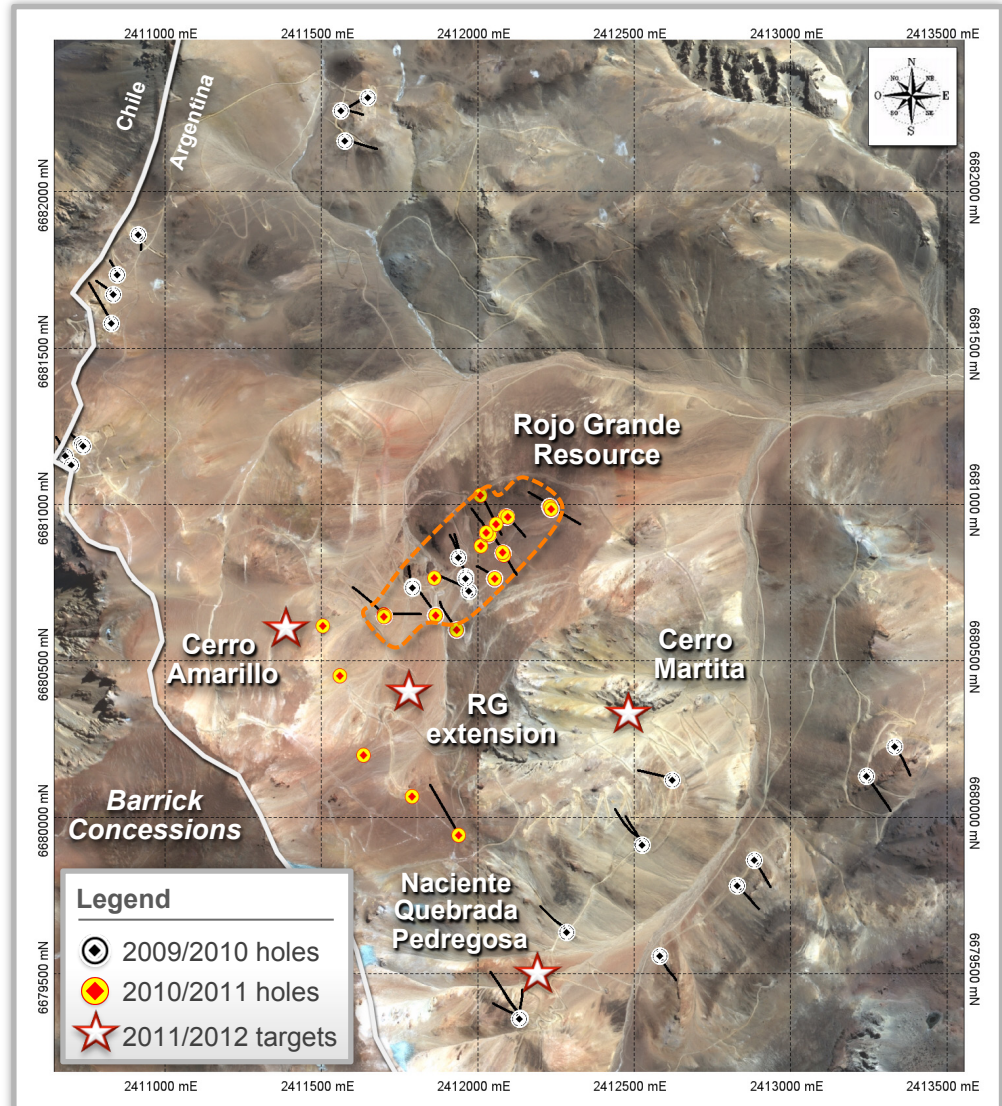 2411000 mE
2411500 mE
2412000 mE
2412500 mE
2413000 mE
2413500 mE
N
NO
NE
O
E
SO
SE
S
Chile
Argentina
6682000 mN
6682000 mN
6681500 mN
6681500 mN
Rojo Grande
Resource
6681000 mN
6681000 mN
Cerro
Amarillo
Cerro
Martita
6680500 mN
6680500 mN
RG
extension
Barrick
Concessions
6680000 mN
6680000 mN
Naciente
Quebrada
Pedregosa
Legend
2009/2010 holes
2010/2011 holes
2011/2012 targets
6679500 mN
6679500 mN
2411000 mE
2411500 mE
2412000 mE
2412500 mE
2413000 mE
2413500 mE